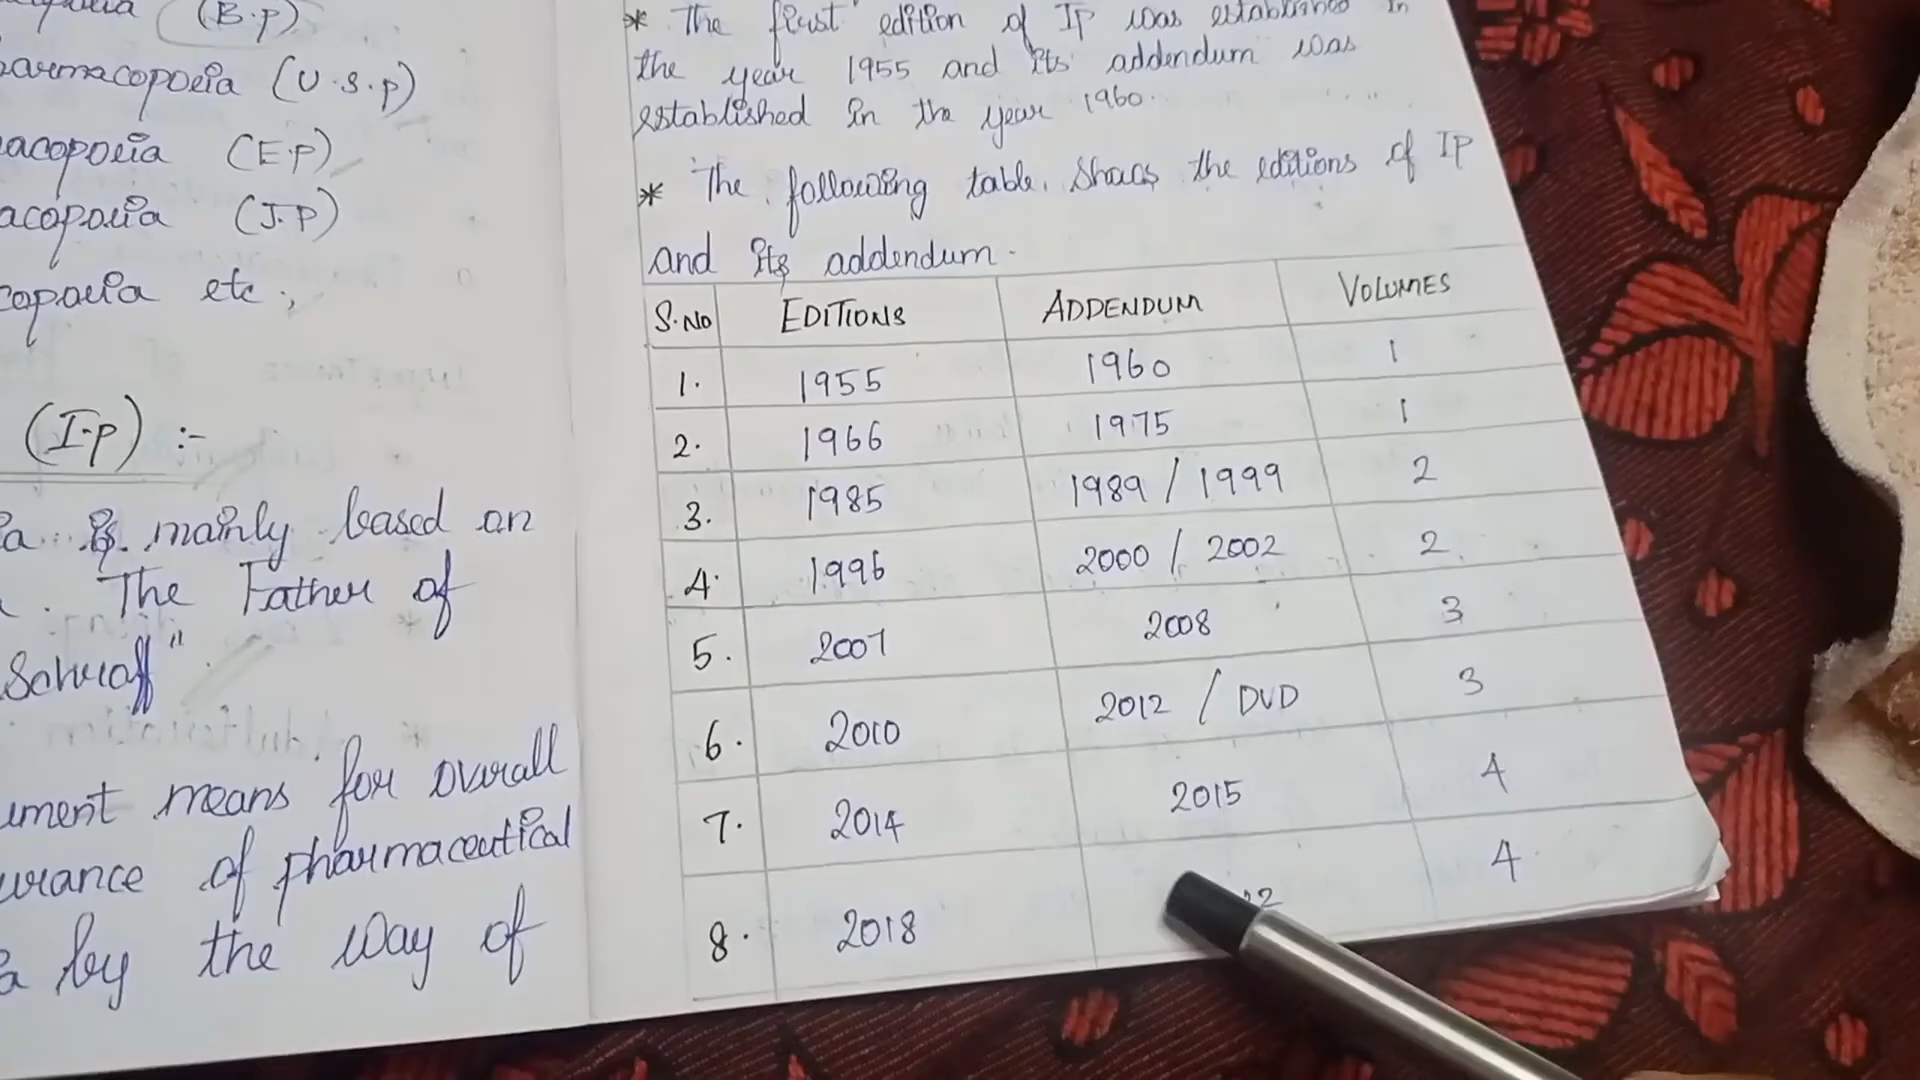 (B.P)
armacopoeia (U.S.P)
acopoeia (E.P)
acopoeia (J.P)
copoeia etc.,
(I.P) :-
a is mainly based on
. The Father of
Schroff"
ument means for overall
urance of pharmaceutical
a by the way of
* The first edition of IP was established in
the year 1955 and its addendum was
established in the year 1960.
* The following table shows the editions of IP
and its addendum.
S.NO EDITIONS ADDENDUM VOLUMES
1. 1955 1960 1
2. 1966 1975 1
3. 1985 1989 / 1999 2
4. 1996 2000 / 2002 2
5. 2007 2008 3
6. 2010 2012 / DVD 3
7. 2014 2015 4
8. 2018 4